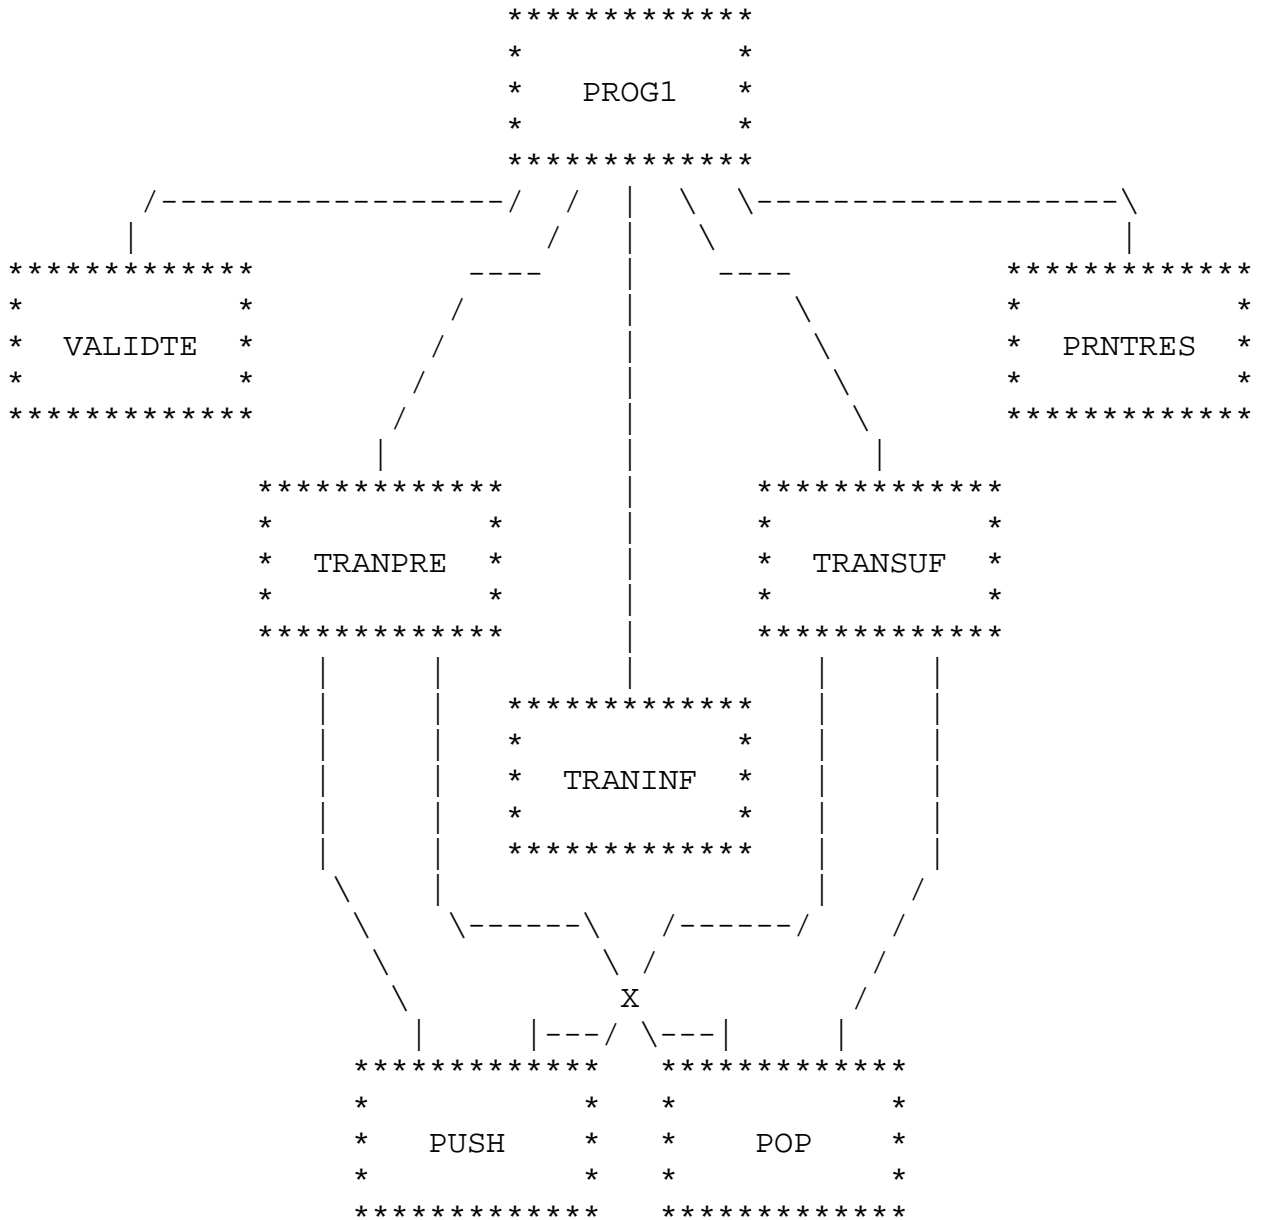 PROG1
VALIDTE
PRNTRES
TRANPRE
TRANSUF
TRANINF
X
PUSH
POP